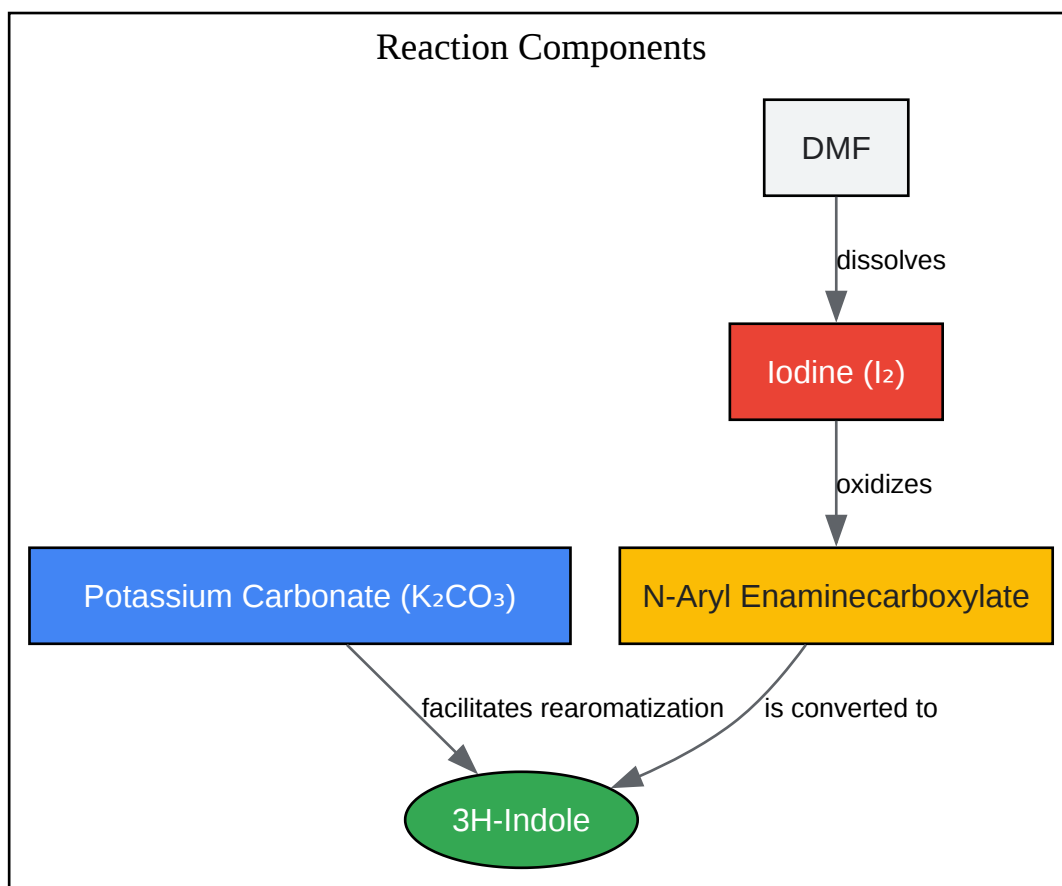 Reaction Components
DMF
dissolves
Iodine (I₂)
oxidizes
Potassium Carbonate (K₂CO₃)
N-Aryl Enaminecarboxylate
facilitates rearomatization
is converted to
3H-Indole